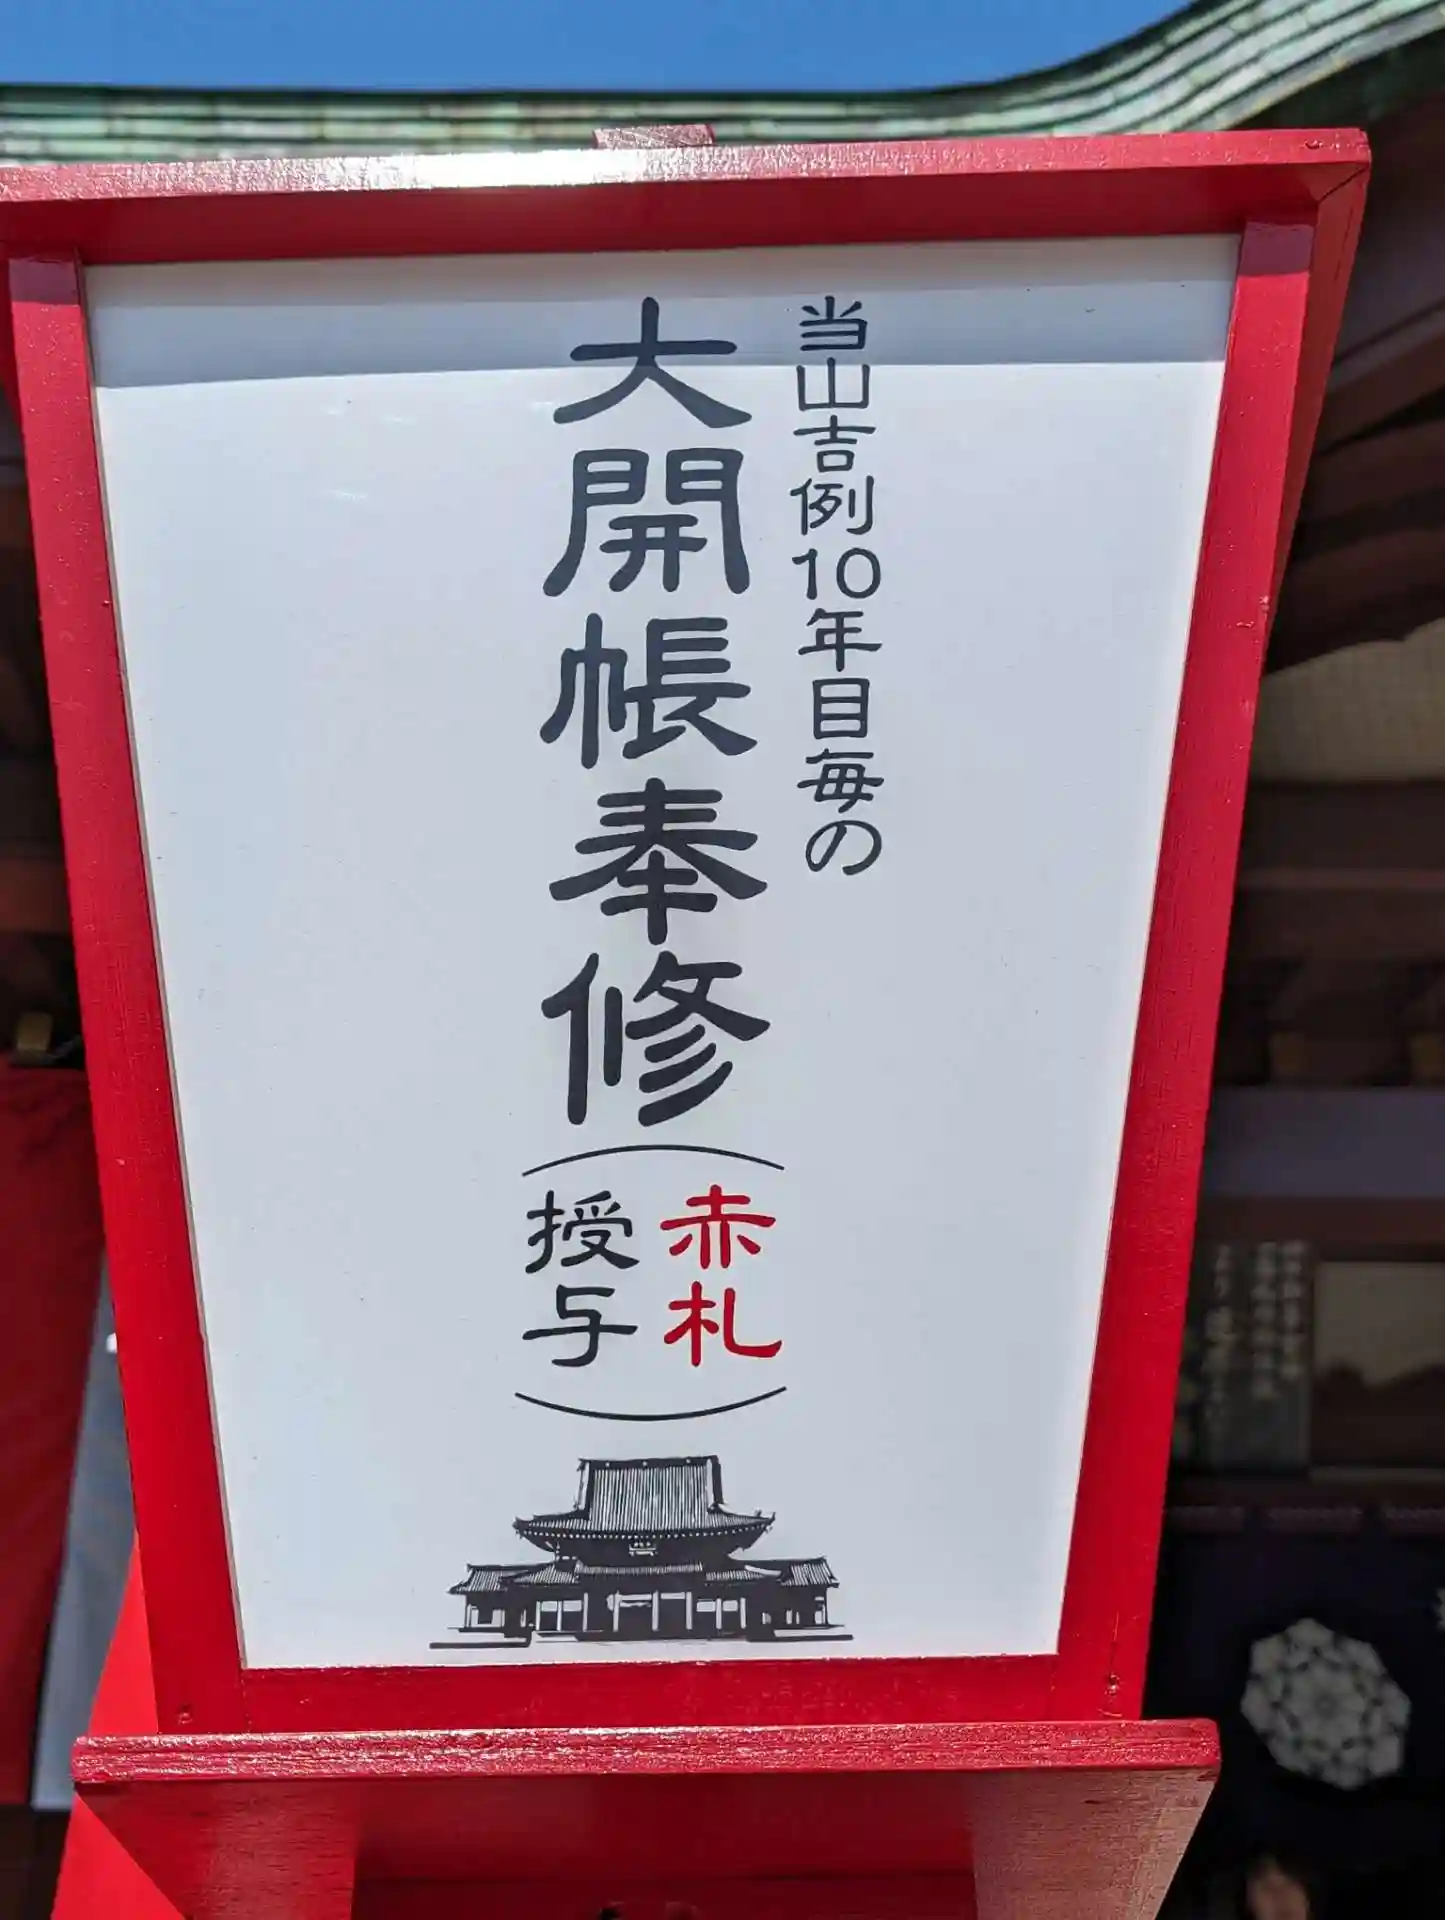 当山吉例10年目毎の
大開帳奉修
(赤札
授与)